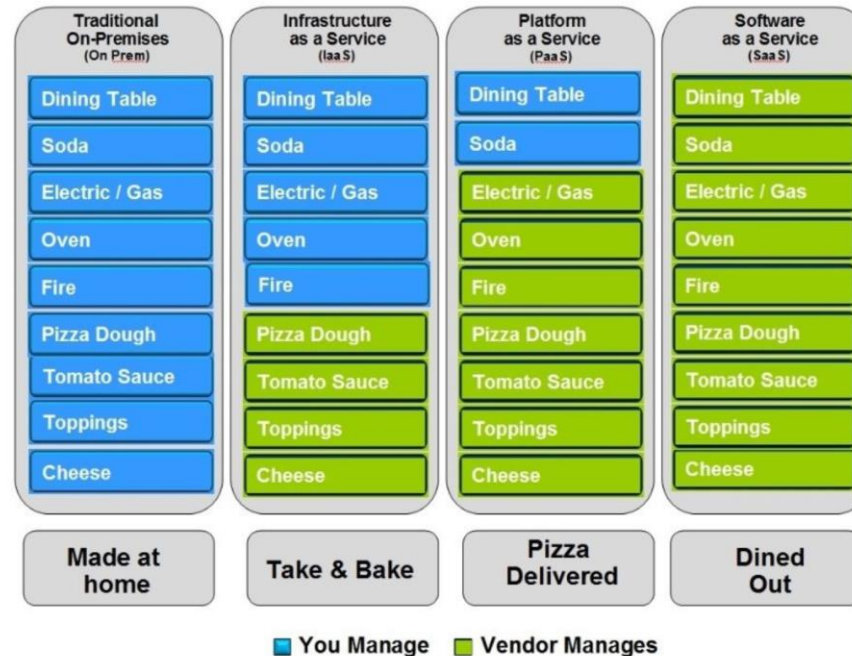 Traditional
On-Premises
(On Prem)
Dining Table
Soda
Electric / Gas
Oven
Fire
Pizza Dough
Tomato Sauce
Toppings
Cheese
Made at
home
Infrastructure
as a Service
(IaaS)
Dining Table
Soda
Electric / Gas
Oven
Fire
Pizza Dough
Tomato Sauce
Toppings
Cheese
Take & Bake
Platform
as a Service
(PaaS)
Dining Table
Soda
Electric / Gas
Oven
Fire
Pizza Dough
Tomato Sauce
Toppings
Cheese
Pizza
Delivered
Software
as a Service
(SaaS)
Dining Table
Soda
Electric / Gas
Oven
Fire
Pizza Dough
Tomato Sauce
Toppings
Cheese
Dined
Out
You Manage
Vendor Manages